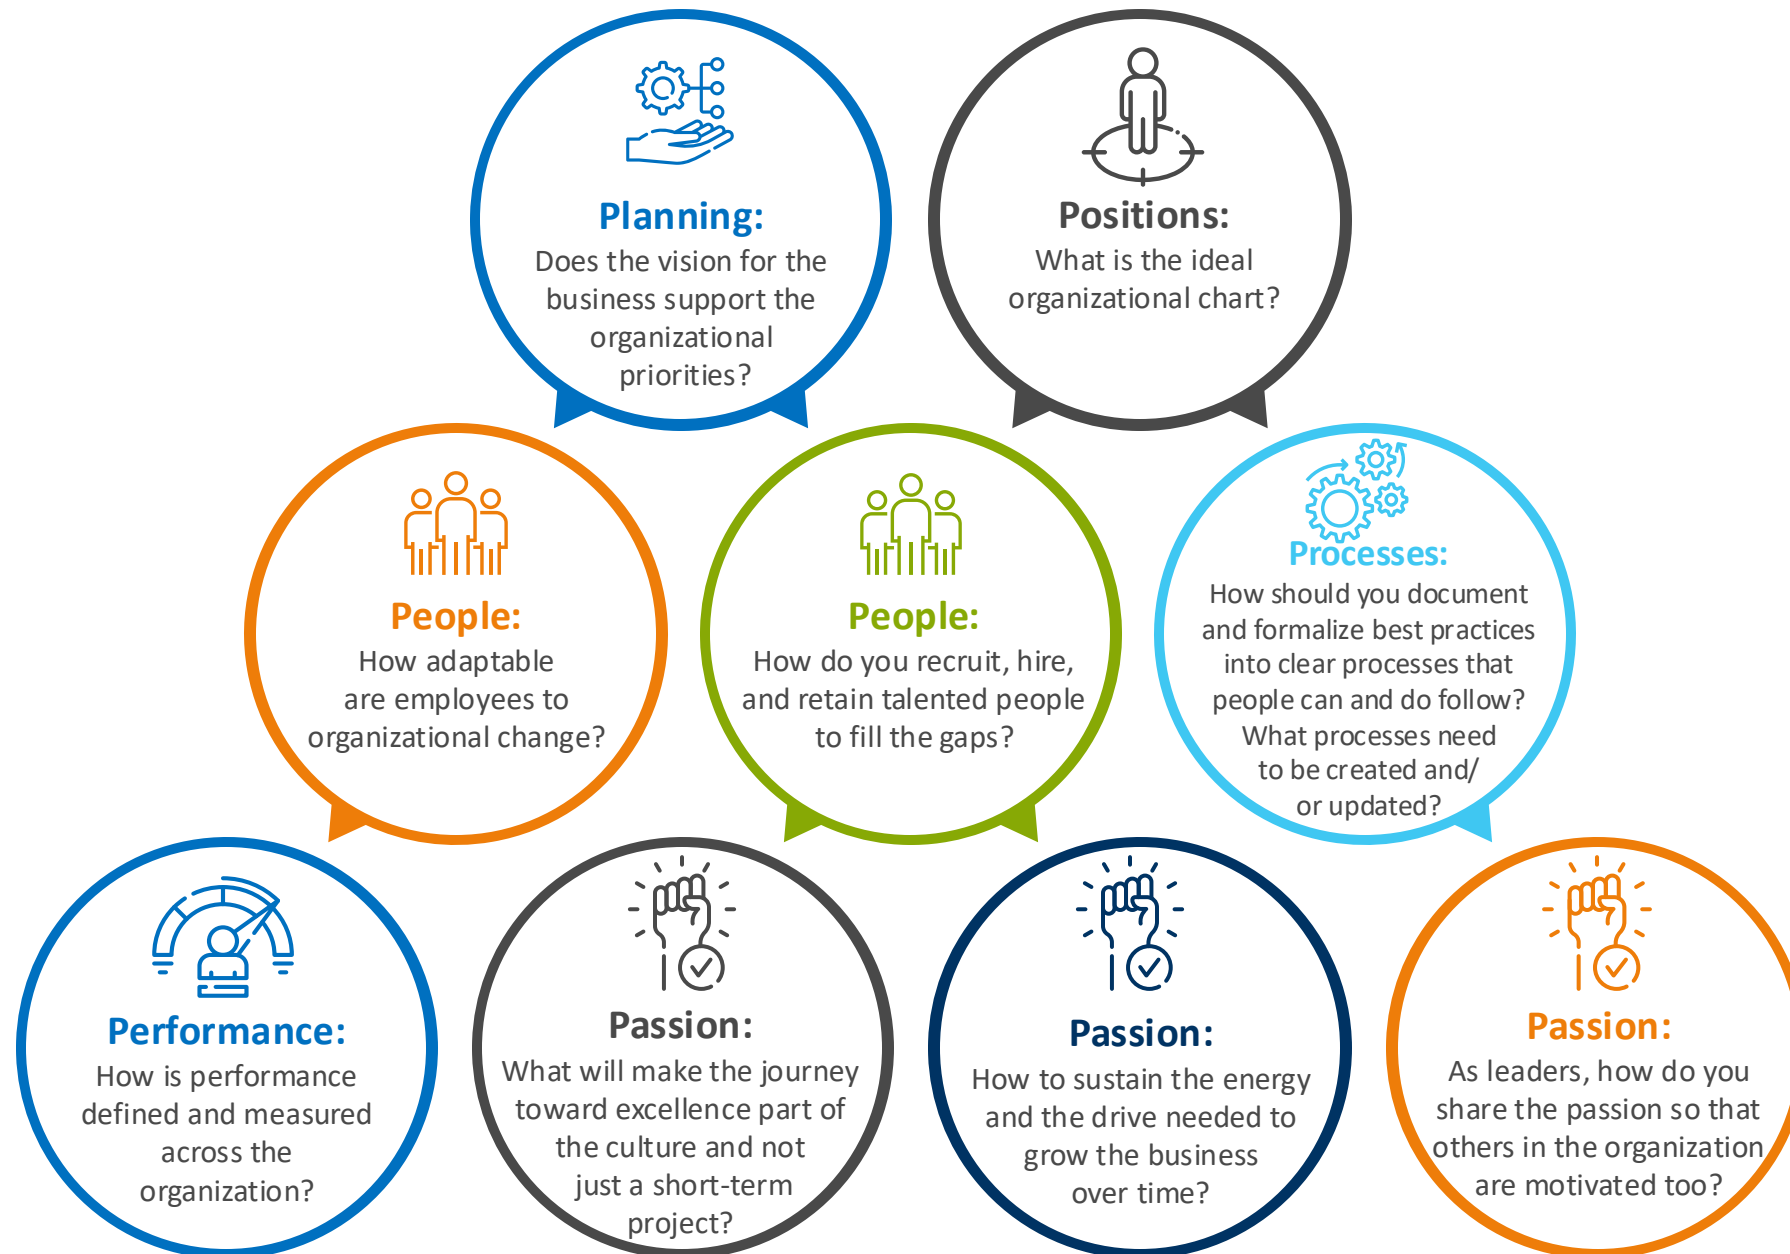 Planning:
Does the vision for the
business support the
organizational
priorities?
Positions:
What is the ideal
organizational chart?
People:
How adaptable
are employees to
organizational change?
People:
How do you recruit, hire,
and retain talented people
to fill the gaps?
Processes:
How should you document
and formalize best practices
into clear processes that
people can and do follow?
What processes need
to be created and/
or updated?
Performance:
How is performance
defined and measured
across the
organization?
Passion:
What will make the journey
toward excellence part of
the culture and not
just a short-term
project?
Passion:
How to sustain the energy
and the drive needed to
grow the business
over time?
Passion:
As leaders, how do you
share the passion so that
others in the organization
are motivated too?